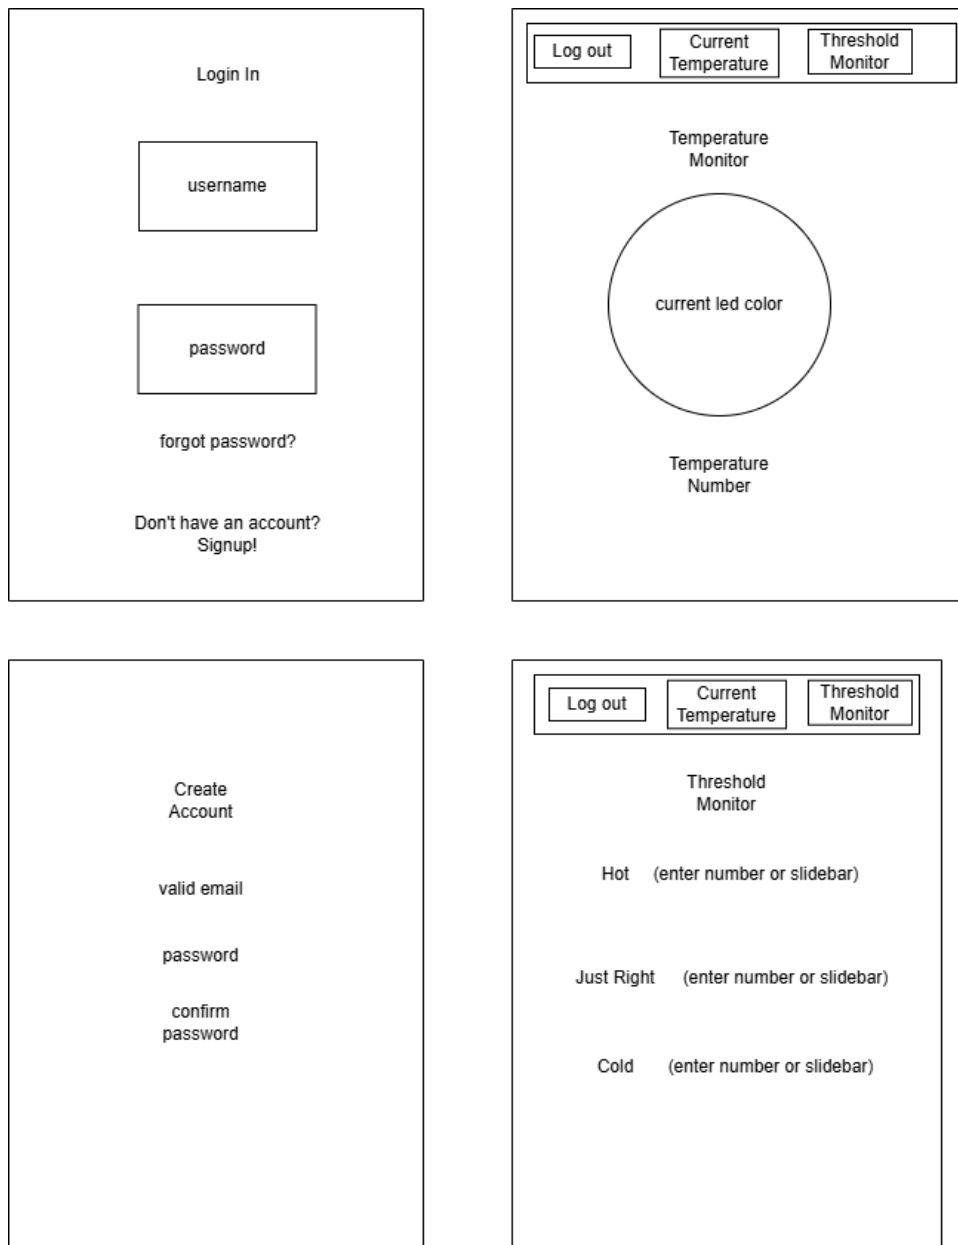 Login In
username
password
forgot password?
Don't have an account?
Signup!
Log out
Current
Temperature
Threshold
Monitor
Temperature
Monitor
current led color
Temperature
Number
Create
Account
valid email
password
confirm
password
Log out
Current
Temperature
Threshold
Monitor
Threshold
Monitor
Hot (enter number or slidebar)
Just Right (enter number or slidebar)
Cold (enter number or slidebar)